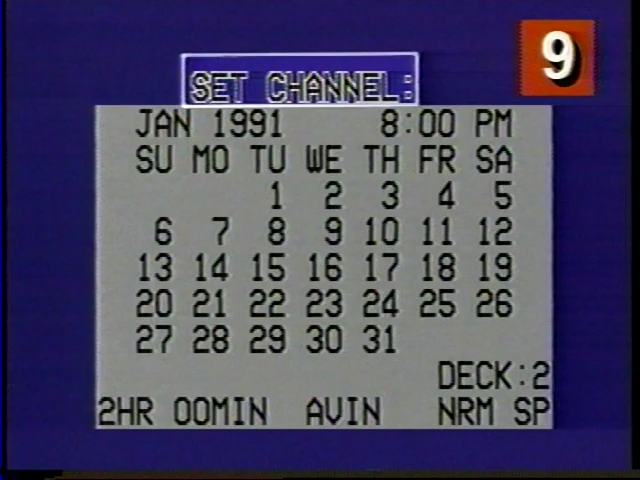 9
SET CHANNEL:
JAN 1991 8:00 PM
SU MO TU WE TH FR SA
1 2 3 4 5
6 7 8 9 10 11 12
13 14 15 16 17 18 19
20 21 22 23 24 25 26
27 28 29 30 31
DECK:2
2HR 00MIN AVIN NRM SP